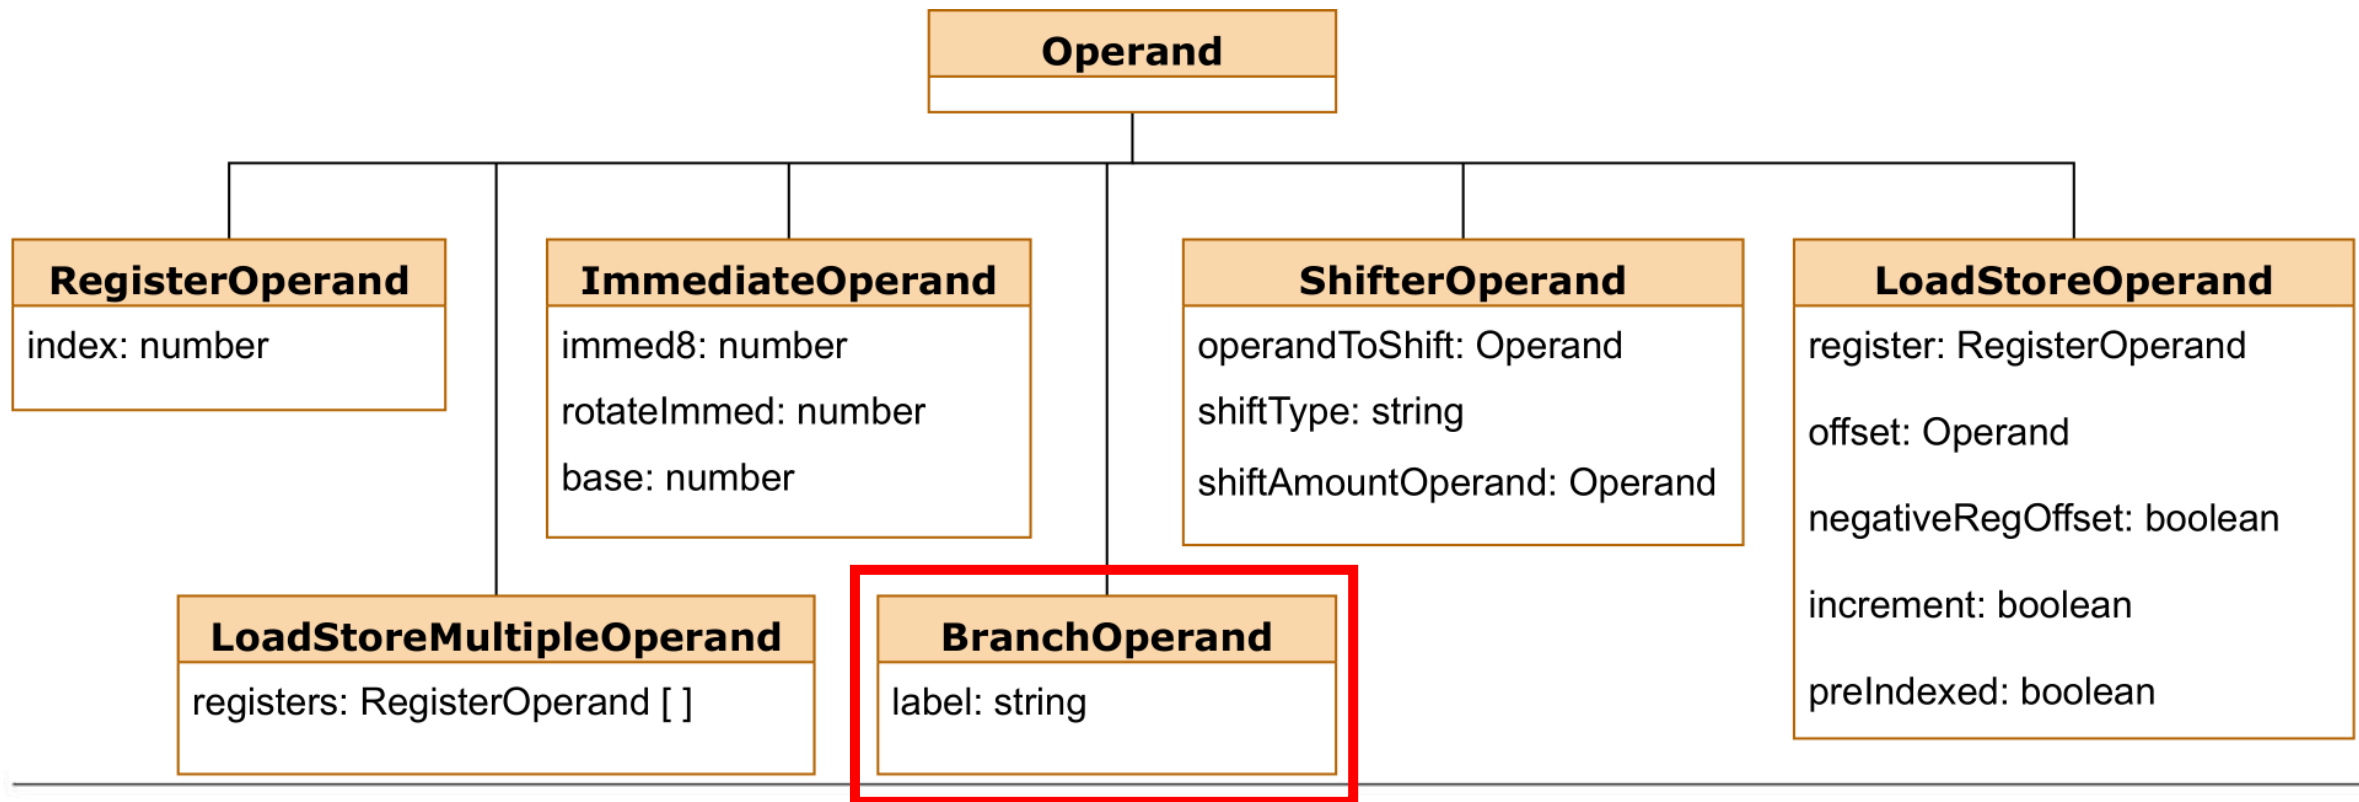 Operand
RegisterOperand
index: number
ImmediateOperand
immed8: number
rotateImmed: number
base: number
ShifterOperand
operandToShift: Operand
shiftType: string
shiftAmountOperand: Operand
LoadStoreOperand
register: RegisterOperand
offset: Operand
negativeRegOffset: boolean
increment: boolean
preIndexed: boolean
LoadStoreMultipleOperand
registers: RegisterOperand [ ]
BranchOperand
label: string